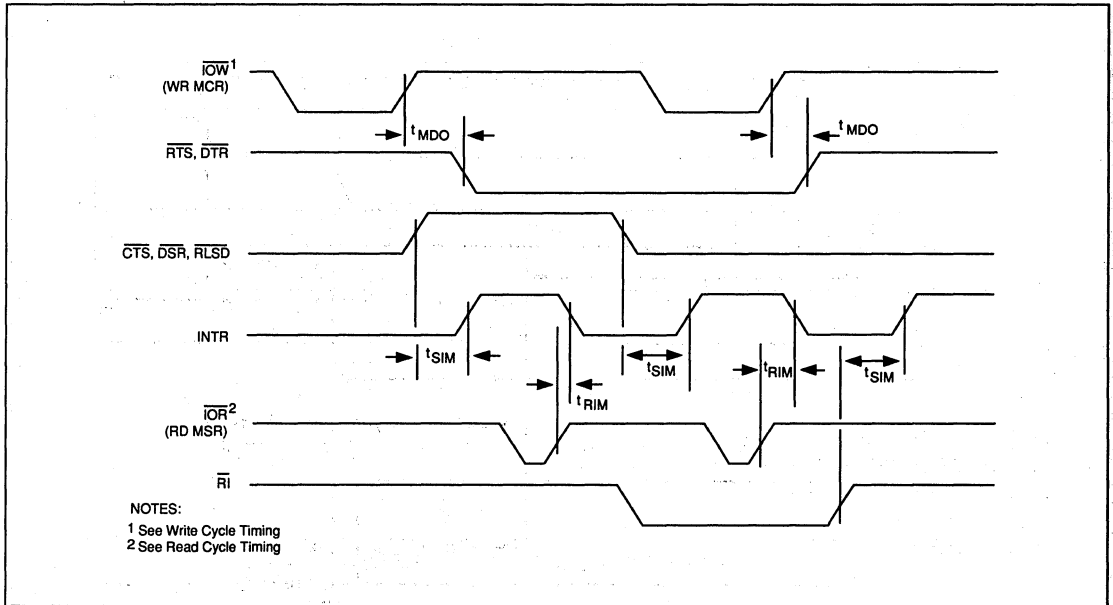 IOW1
(WR MCR)
tMDO
tMDO
RTS, DTR
CTS, DSR, RLSD
INTR
tSIM
tSIM
tRIM
tSIM
tRIM
IOR2
(RD MSR)
RI
NOTES:
1 See Write Cycle Timing
2 See Read Cycle Timing